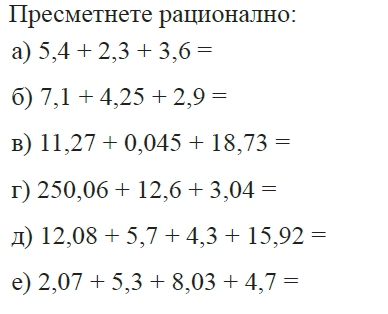 Пресметнете рационално:
а) 5,4 + 2,3 + 3,6 =
б) 7,1 + 4,25 + 2,9 =
в) 11,27 + 0,045 + 18,73 =
г) 250,06 + 12,6 + 3,04 =
д) 12,08 + 5,7 + 4,3 + 15,92 =
е) 2,07 + 5,3 + 8,03 + 4,7 =